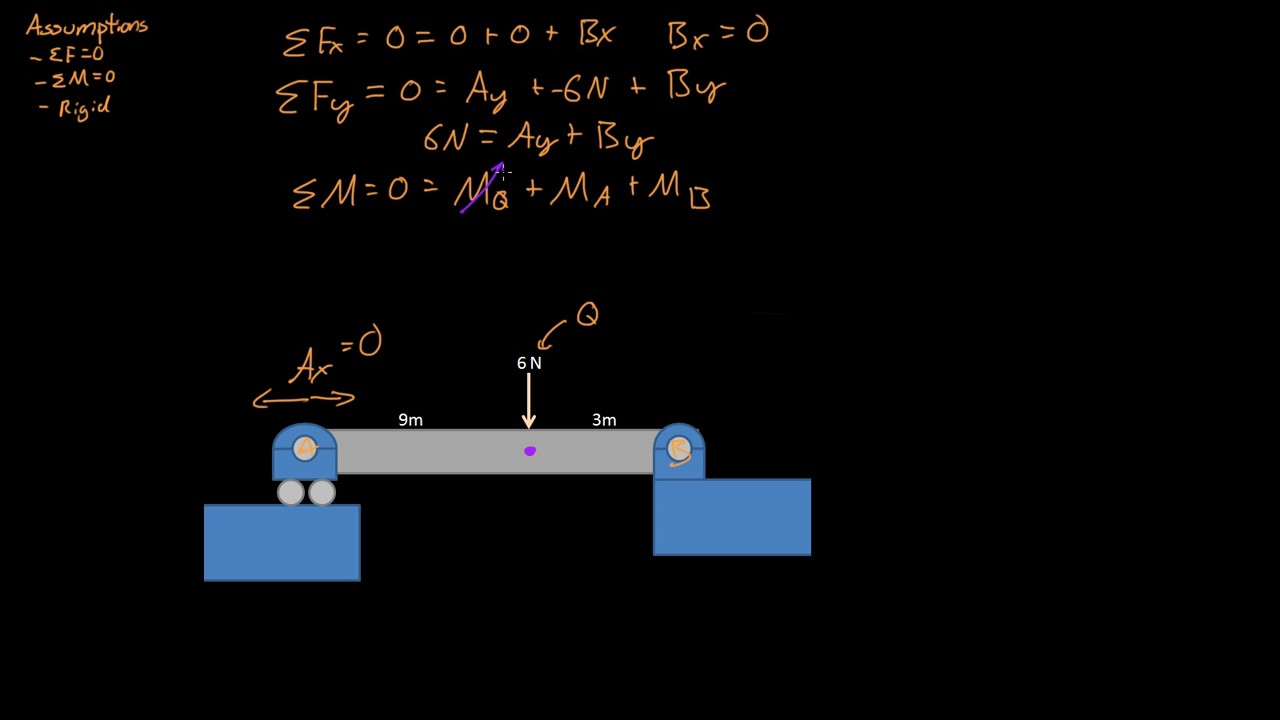 Assumptions
- ΣF=0
- ΣM=0
- Rigid
ΣFx = 0 = 0 + 0 + Bx Bx = 0
ΣFy = 0 = Ay + -6N + By
6N = Ay + By
ΣM = 0 = MQ + MA + MB
Q
Ax = 0
6 N
9m
3m
A
B